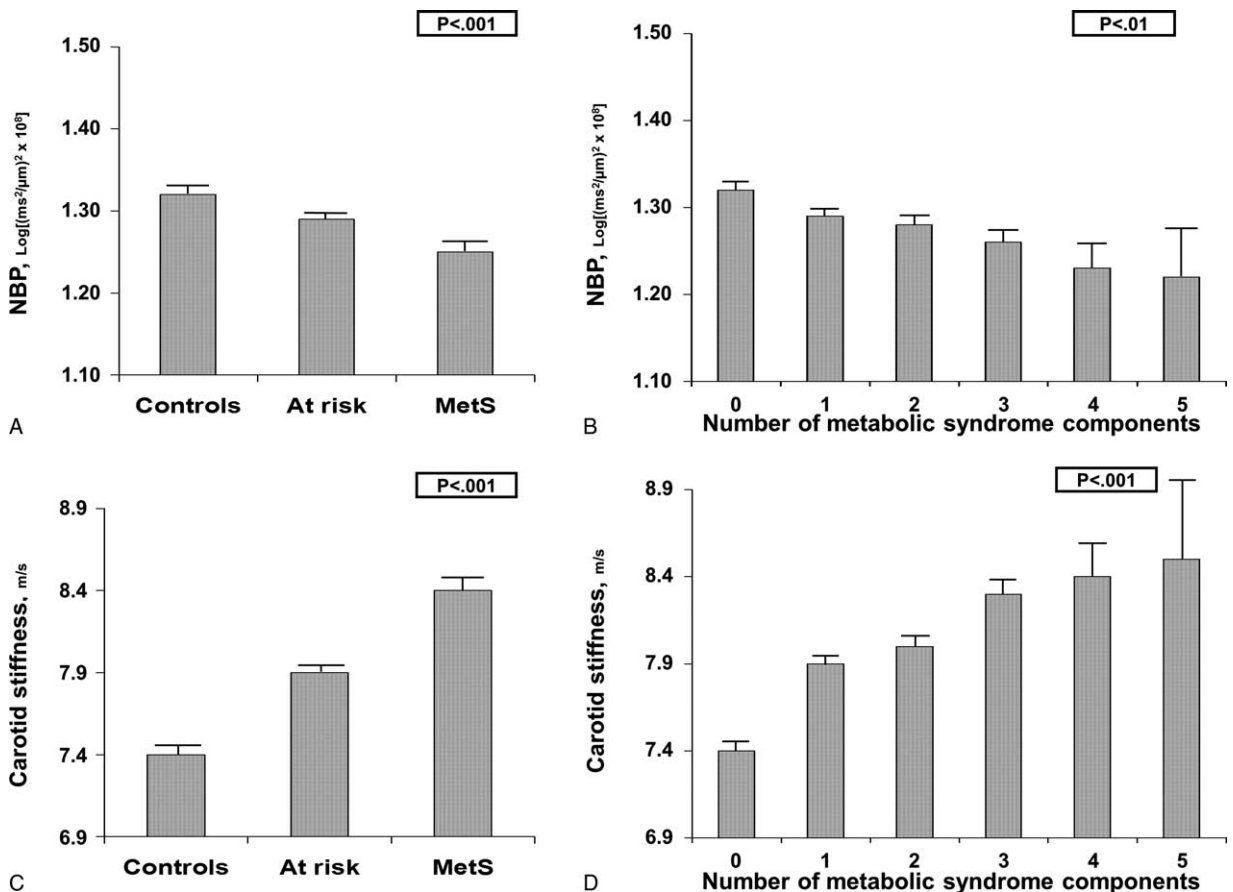 P<.001
1.50
1.40
1.30
1.20
1.10
NBP, Log[(ms²/μm)² x 10⁸]
Controls At risk MetS
A
P<.01
1.50
1.40
1.30
1.20
1.10
NBP, Log[(ms²/μm)² x 10⁸]
0 1 2 3 4 5
Number of metabolic syndrome components
B
P<.001
8.9
8.4
7.9
7.4
6.9
Carotid stiffness, m/s
Controls At risk MetS
C
P<.001
8.9
8.4
7.9
7.4
6.9
Carotid stiffness, m/s
0 1 2 3 4 5
Number of metabolic syndrome components
D